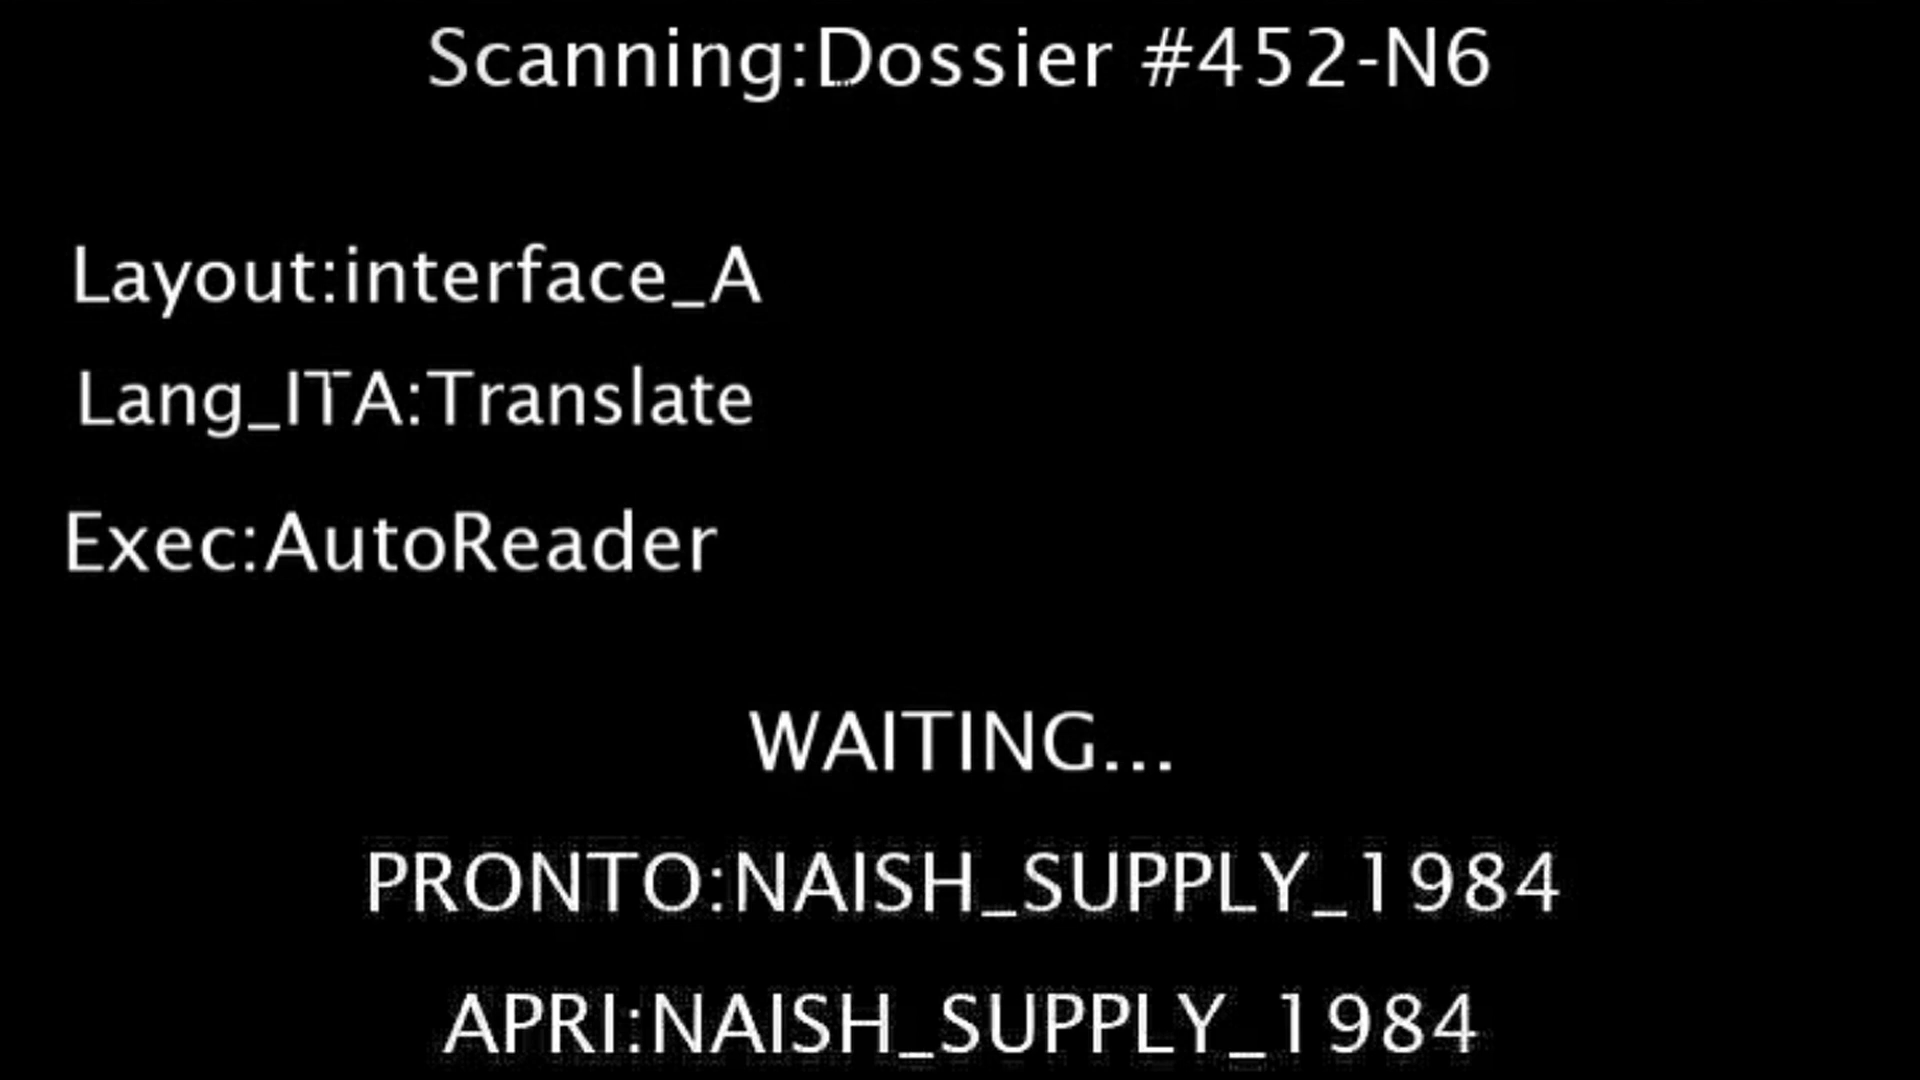 Scanning:Dossier #452-N6
Layout:interface_A
Lang_ITA:Translate
Exec:AutoReader
WAITING...
PRONTO:NAISH_SUPPLY_1984
APRI:NAISH_SUPPLY_1984